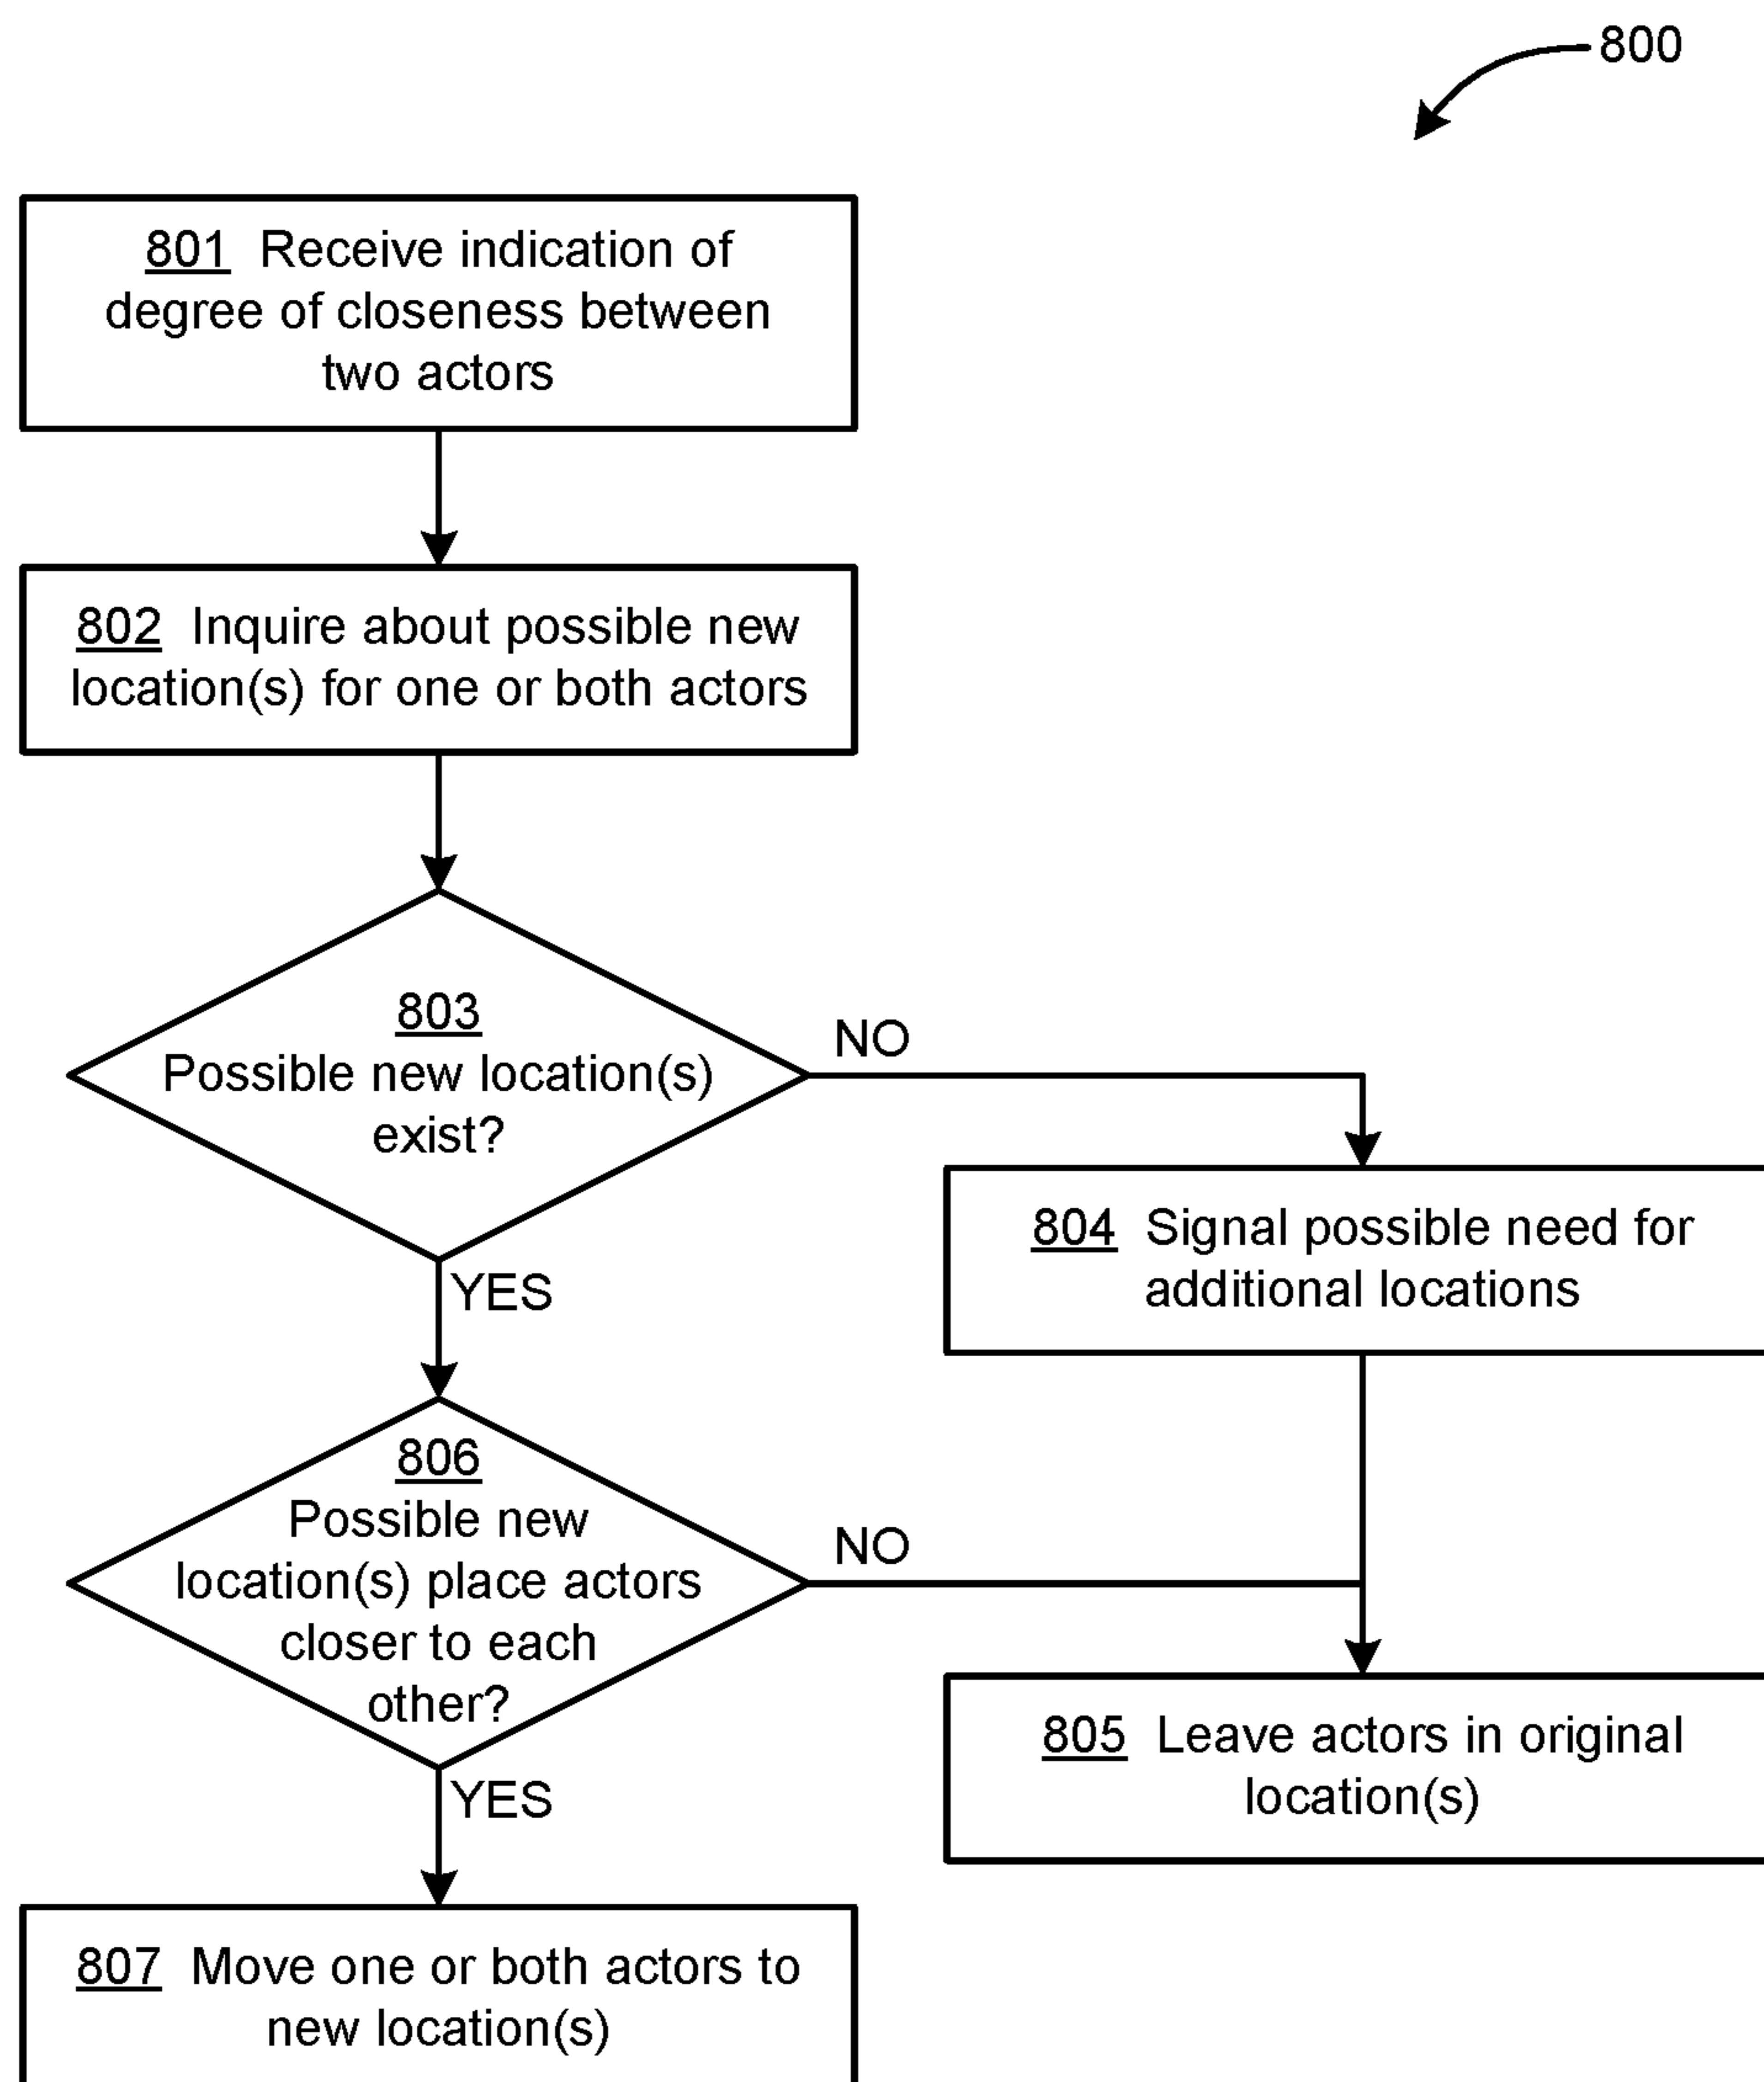 800
801 Receive indication of
degree of closeness between
two actors
802 Inquire about possible new
location(s) for one or both actors
803
Possible new location(s)
exist?
NO
YES
804 Signal possible need for
additional locations
806
Possible new
location(s) place actors
closer to each
other?
NO
YES
805 Leave actors in original
location(s)
807 Move one or both actors to
new location(s)